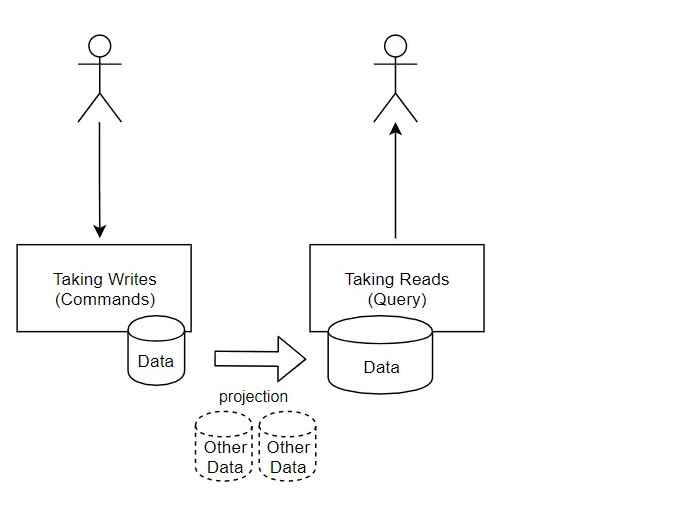 Taking Writes
(Commands)
Data
Taking Reads
(Query)
Data
projection
Other
Data
Other
Data